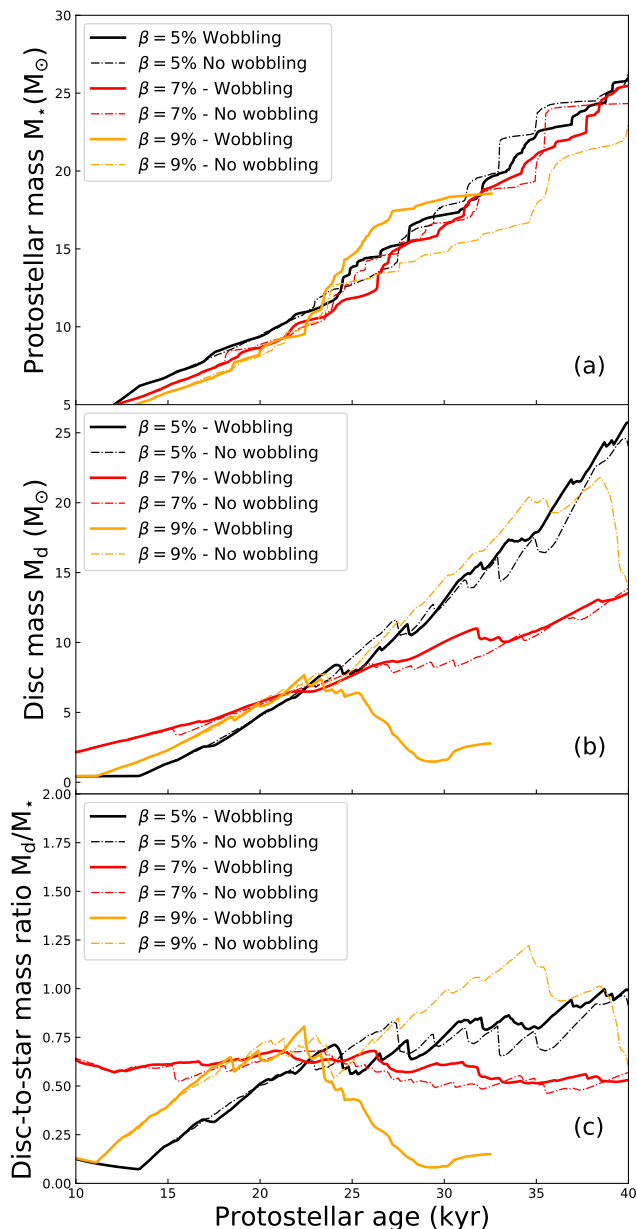 30
25
20
15
10
5
Protostellar mass M⋆(M⊙)
β = 5% Wobbling
β = 5% No wobbling
β = 7% - Wobbling
β = 7% - No wobbling
β = 9% - Wobbling
β = 9% - No wobbling
(a)
25
20
15
10
5
0
Disc mass Md (M⊙)
β = 5% - Wobbling
β = 5% - No wobbling
β = 7% - Wobbling
β = 7% - No wobbling
β = 9% - Wobbling
β = 9% - No wobbling
(b)
2.00
1.75
1.50
1.25
1.00
0.75
0.50
0.25
0.00
Disc-to-star mass ratio Md/M⋆
β = 5% - Wobbling
β = 5% - No wobbling
β = 7% - Wobbling
β = 7% - No wobbling
β = 9% - Wobbling
β = 9% - No wobbling
(c)
10 15 20 25 30 35 40
Protostellar age (kyr)